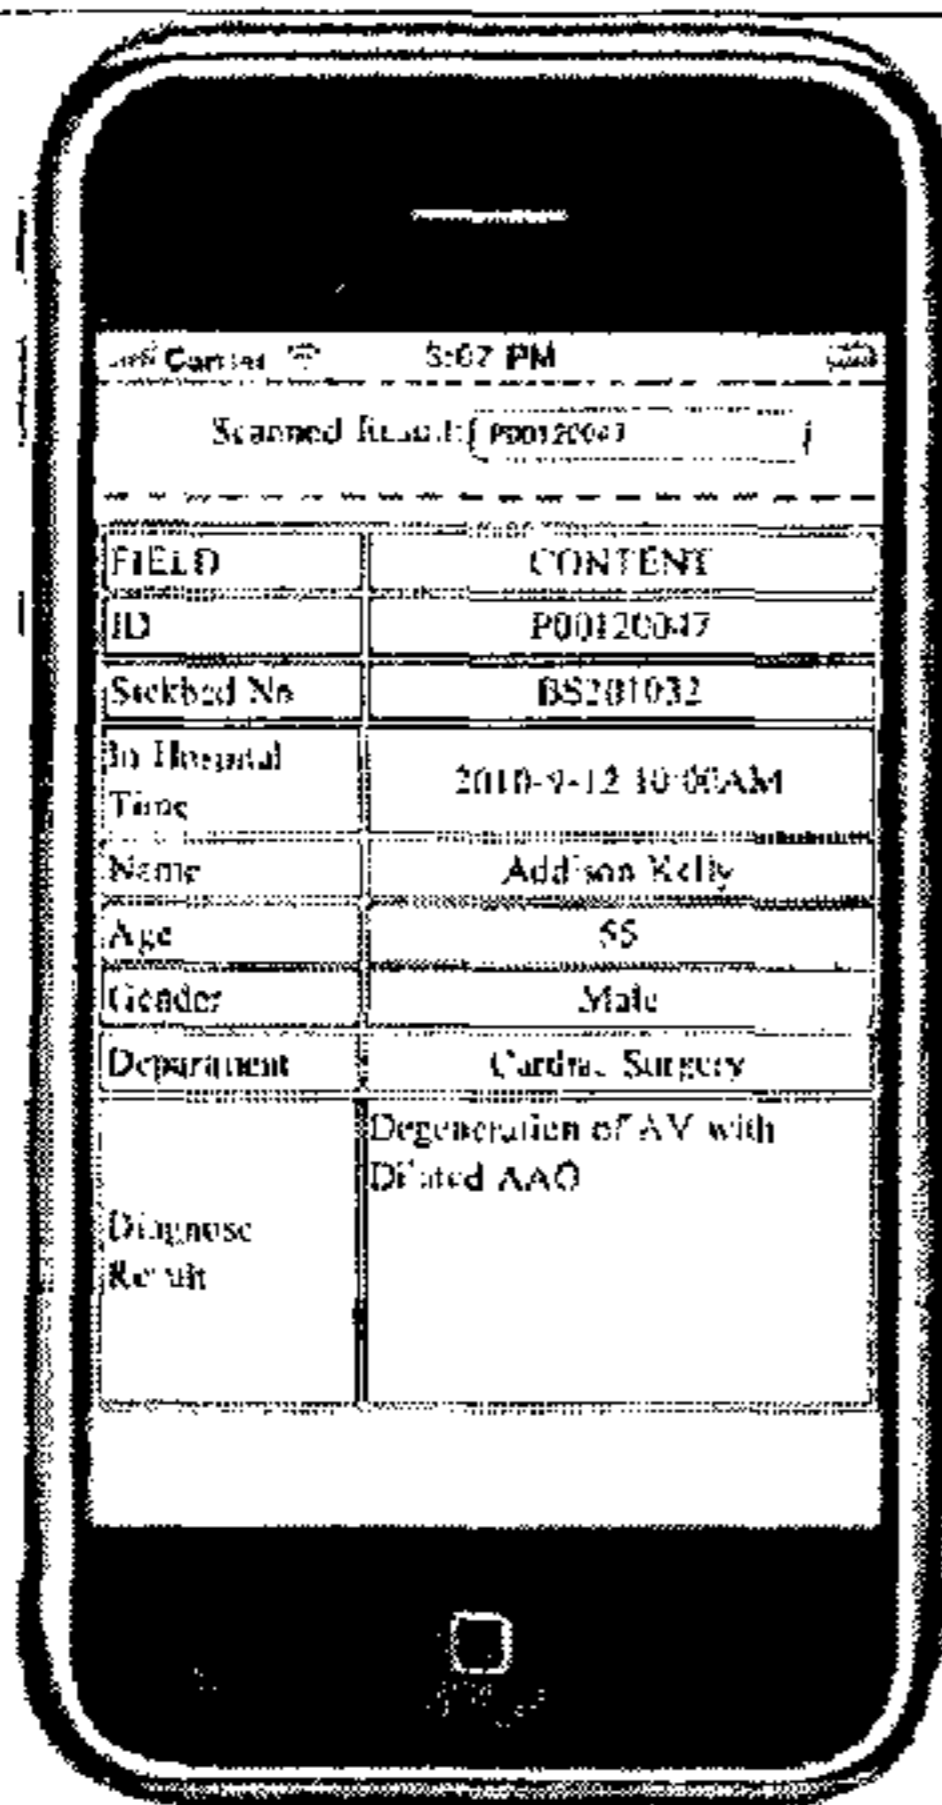 Carrier 5:07 PM
Scanned Result: P00120047
FIELD CONTENT
ID P00120047
Sickbed No BS201032
In Hospital
Time
2010-9-12 10:00AM
Name Addison Kelly
Age 55
Gender Male
Department Cardiac Surgery
Diagnose
Result
Degeneration of AV with
Dilated AAO